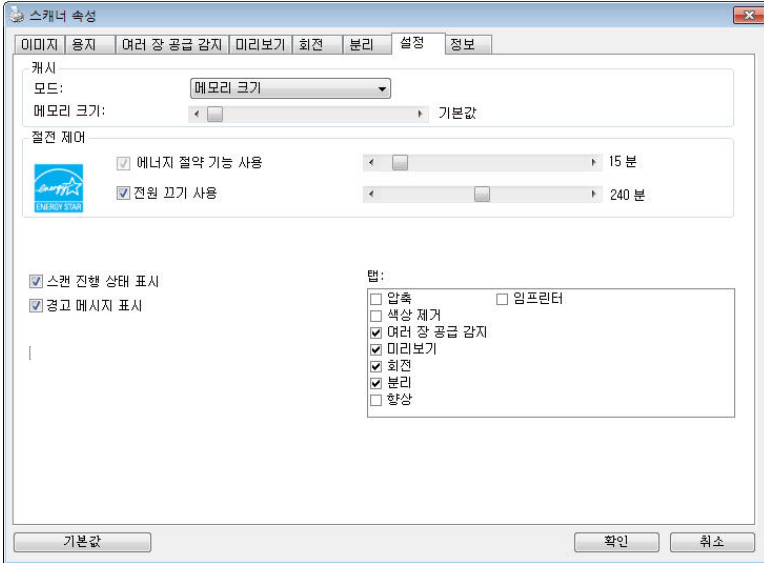 스캐너 속성
이미지 용지 여러 장 공급 감지 미리보기 회전 분리 설정 정보
캐시
모드: 메모리 크기
메모리 크기: 기본값
절전 제어
에너지 절약 기능 사용 15 분
energy
ENERGY STAR
전원 끄기 사용 240 분
스캔 진행 상태 표시
경고 메시지 표시
탭:
압축 임프린터
색상 제거
여러 장 공급 감지
미리보기
회전
분리
향상
기본값 확인 취소